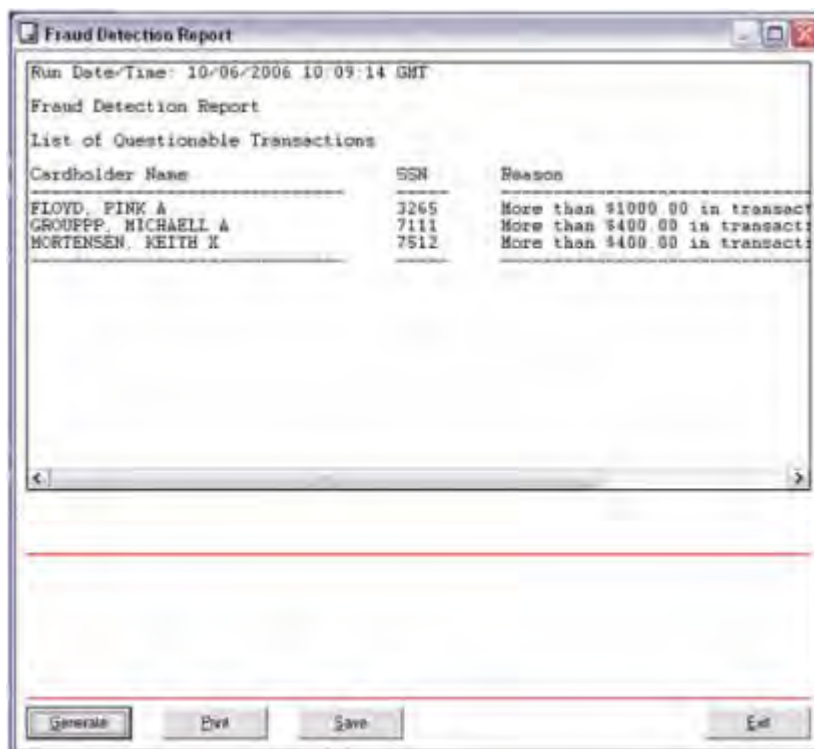 Fraud Detection Report
Run Date/Time: 10/06/2006 10:09:14 GMT
Fraud Detection Report
List of Questionable Transactions
Cardholder Name SSN Reason
FLOYD, PINK A 3265 More than $1000.00 in transact
GROUPPP, MICHAELL A 7111 More than $400.00 in transact
MORTENSEN, KEITH X 7512 More than $400.00 in transact
Generate Print Save Exit